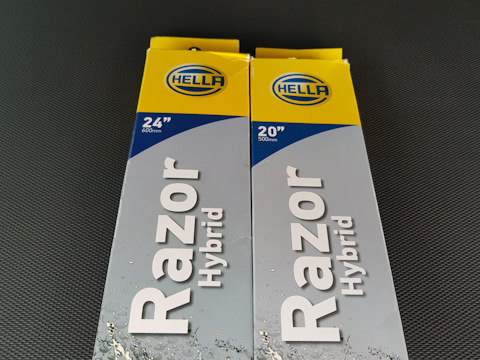 HELLA
24”
600mm
Razor
Hybrid
HELLA
20”
500mm
Razor
Hybrid